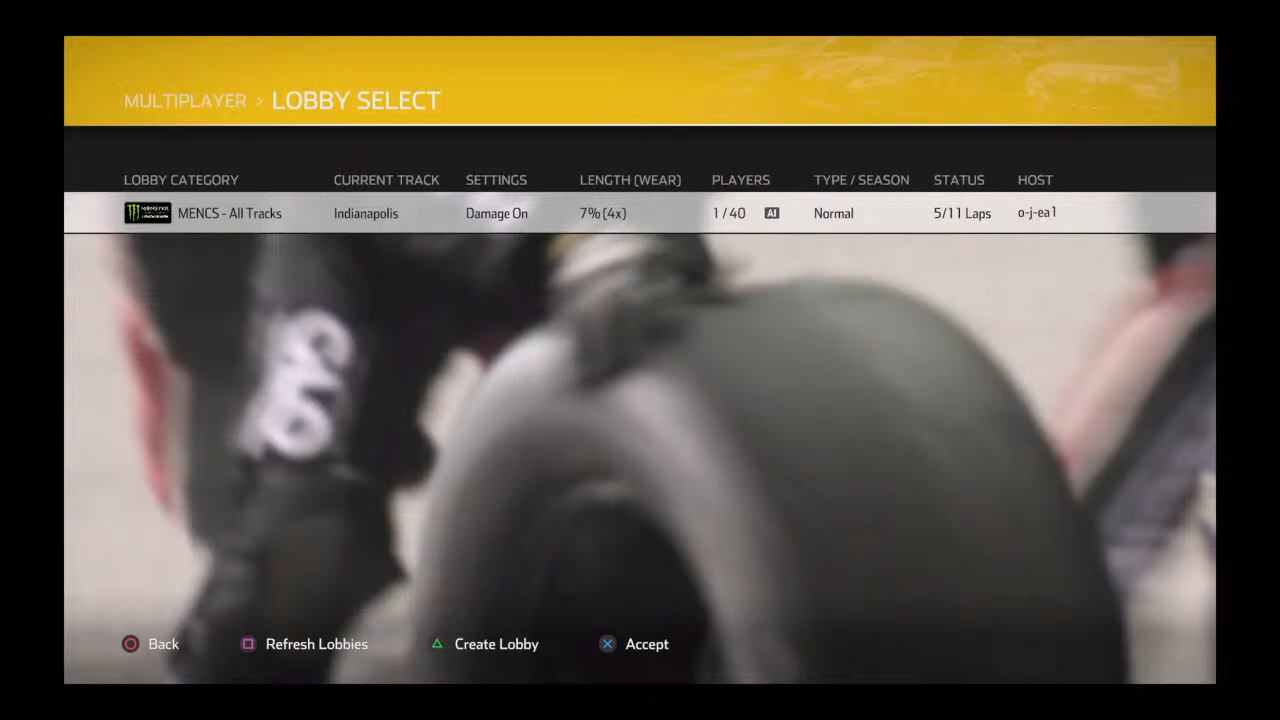 MULTIPLAYER > LOBBY SELECT
LOBBY CATEGORY CURRENT TRACK SETTINGS LENGTH (WEAR) PLAYERS TYPE / SEASON STATUS HOST
MONSTER MENCS - All Tracks Indianapolis Damage On 7% (4x) 1 / 40 AI Normal 5/11 Laps o-j-ea1
Back Refresh Lobbies Create Lobby Accept